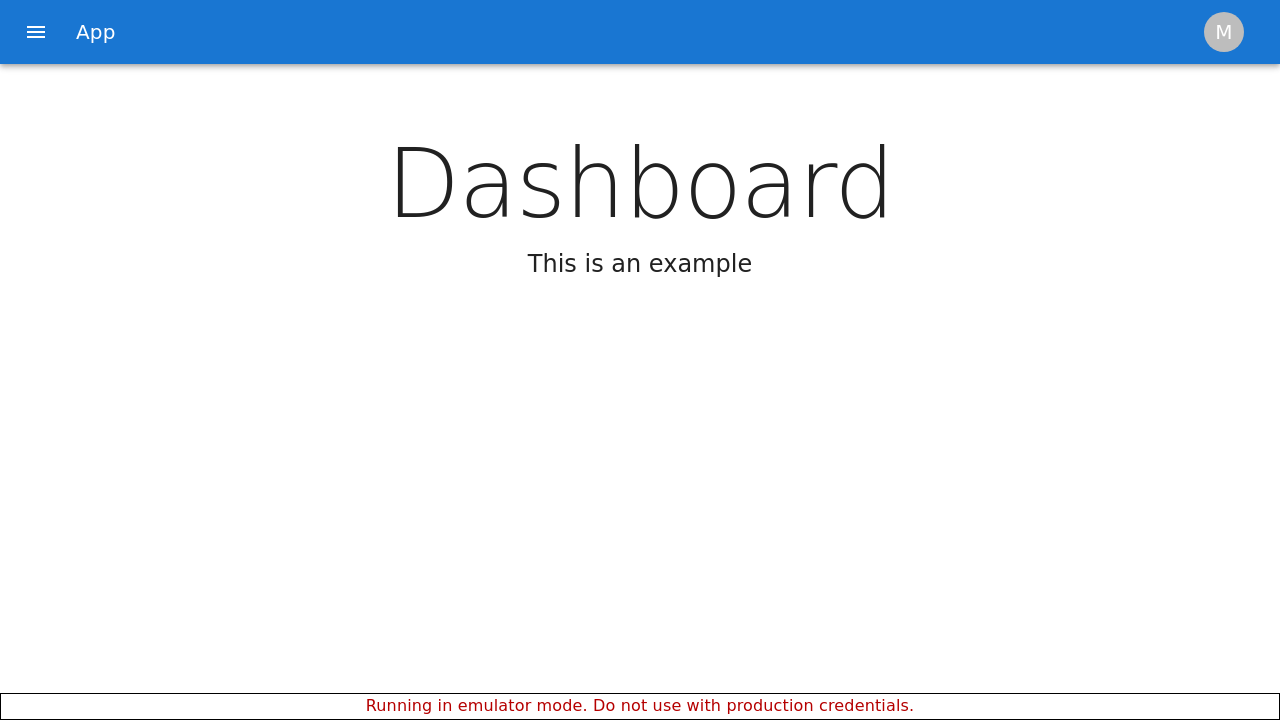 App
M
Dashboard
This is an example
Running in emulator mode. Do not use with production credentials.